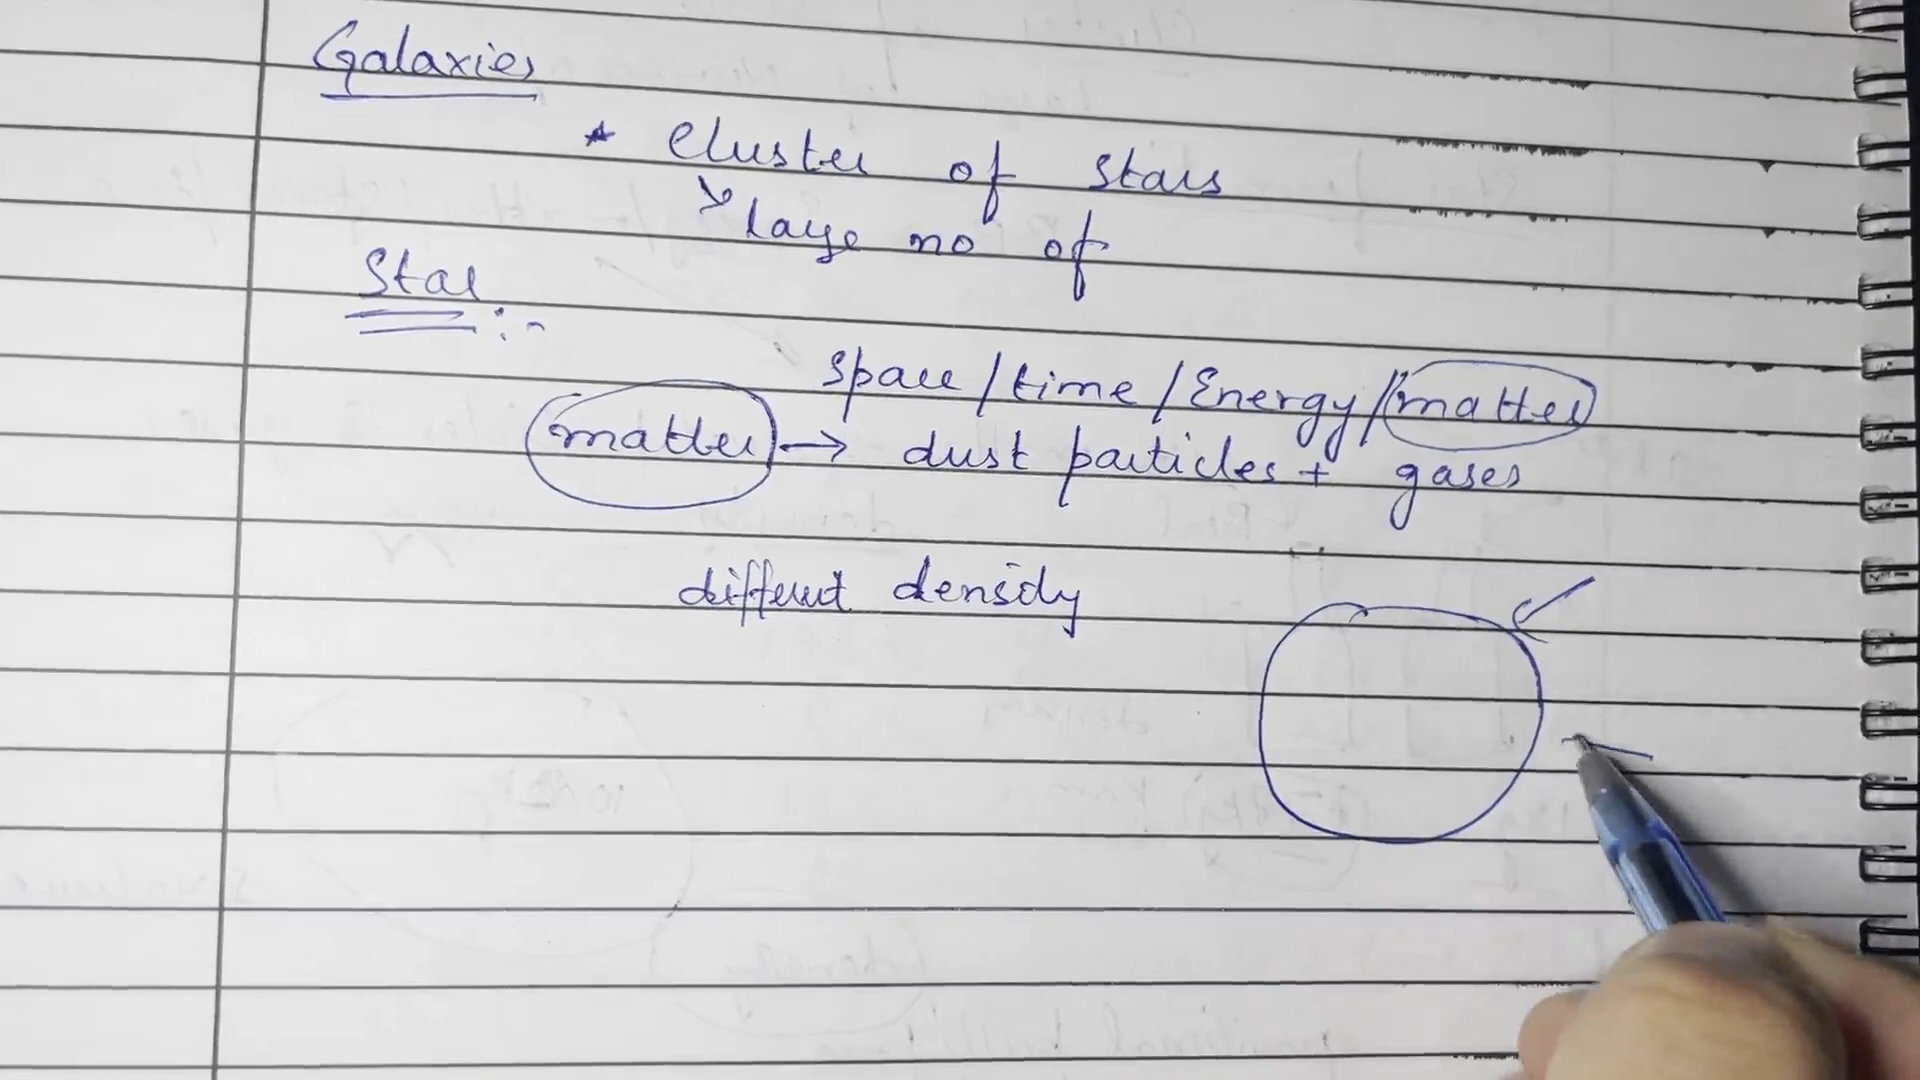 Galaxies
* cluster of stars
large no of
Star :-
space/time/Energy/matter
matter → dust particles + gases
different density